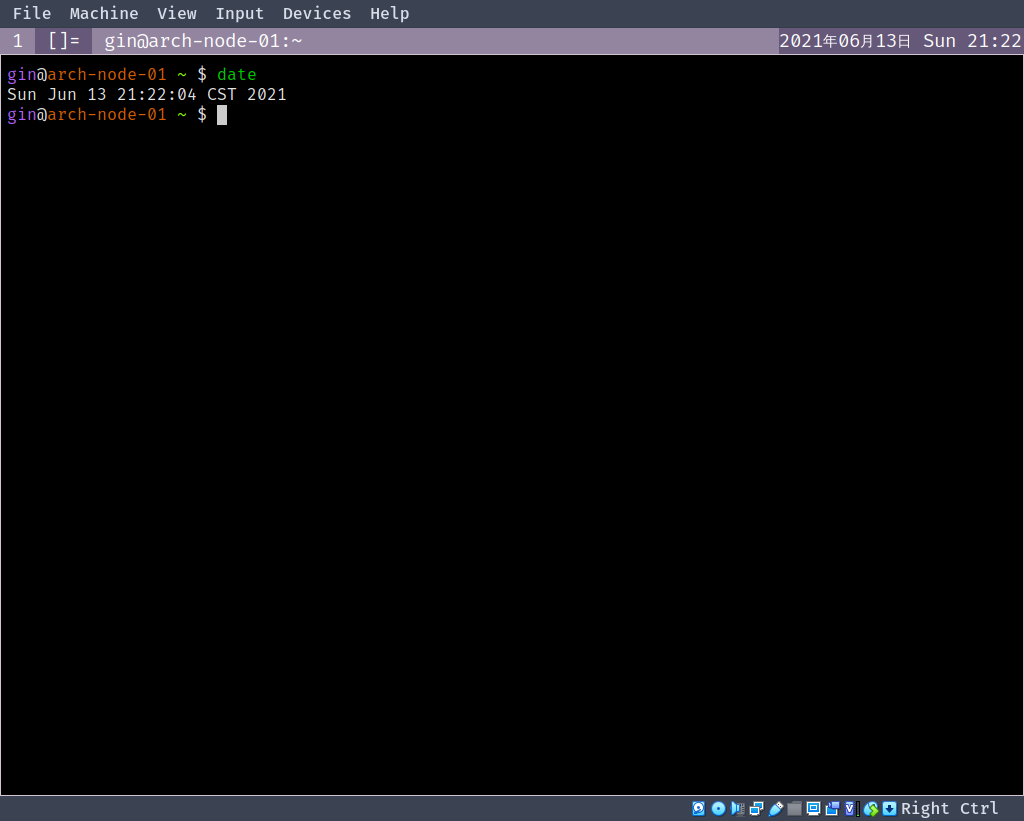 File Machine View Input Devices Help
1 []= gin@arch-node-01:~ 2021年06月13日 Sun 21:22
gin@arch-node-01 ~ $ date
Sun Jun 13 21:22:04 CST 2021
gin@arch-node-01 ~ $
Right Ctrl